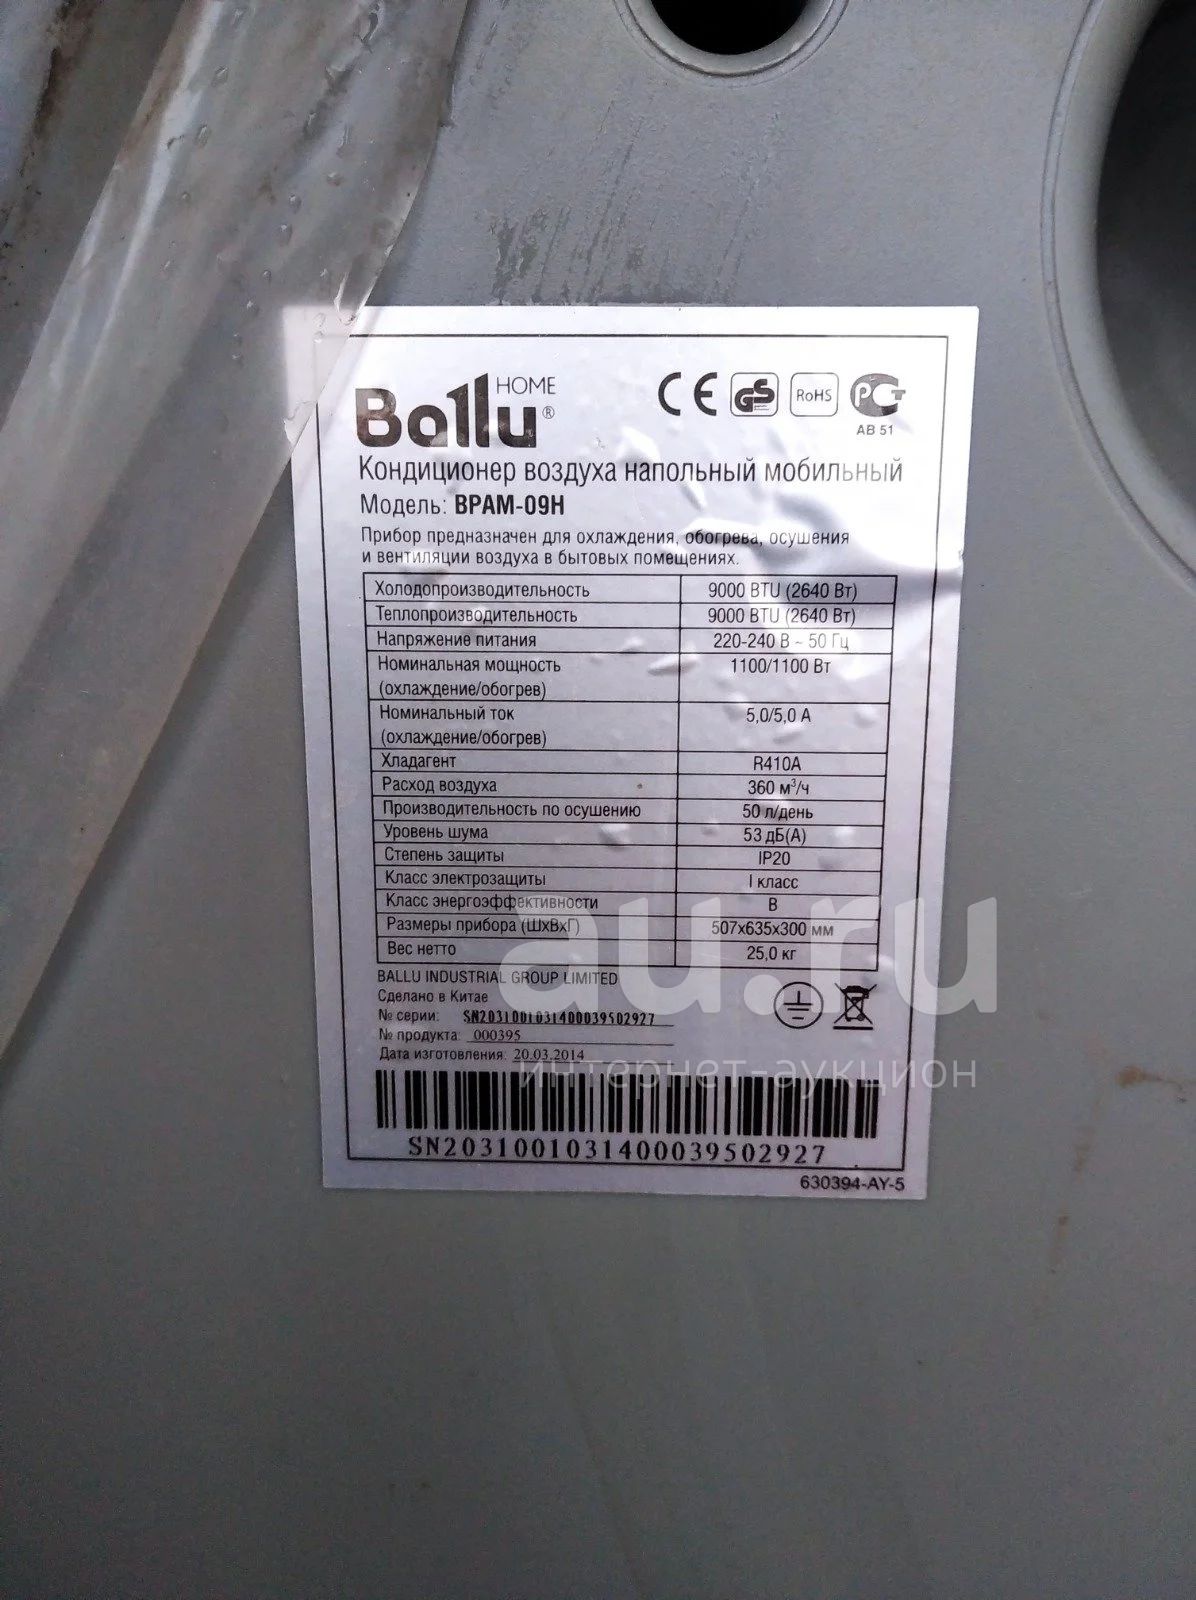 Ballu HOME ®
CE GS RoHS РСТ
АВ 51
Кондиционер воздуха напольный мобильный
Модель: BPAM-09H
Прибор предназначен для охлаждения, обогрева, осушения
и вентиляции воздуха в бытовых помещениях.
Холодопроизводительность 9000 BTU (2640 Вт)
Теплопроизводительность 9000 BTU (2640 Вт)
Напряжение питания 220-240 В ~ 50 Гц
Номинальная мощность 1100/1100 Вт
(охлаждение/обогрев)
Номинальный ток 5,0/5,0 А
(охлаждение/обогрев)
Хладагент R410A
Расход воздуха 360 м³/ч
Производительность по осушению 50 л/день
Уровень шума 53 дБ(А)
Степень защиты IP20
Класс электрозащиты I класс
Класс энергоэффективности B
Размеры прибора (ШхВхГ) 507х635х300 мм
Вес нетто 25,0 кг
BALLU INDUSTRIAL GROUP LIMITED
Сделано в Китае
№ серии: SN2031001031400039502927
№ продукта: 000395
Дата изготовления: 20.03.2014
SN2031001031400039502927
630394-AY-5
au.ru
интернет-аукцион